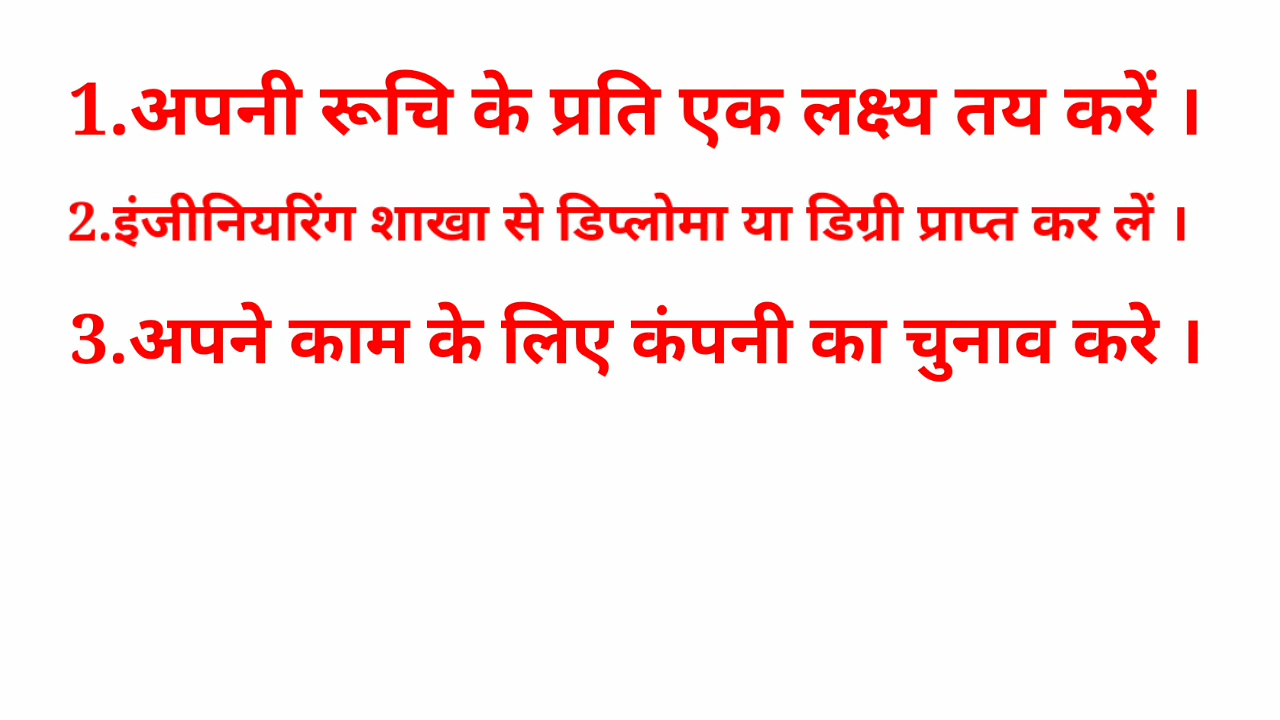 1.अपनी रूचि के प्रति एक लक्ष्य तय करें ।
2.इंजीनियरिंग शाखा से डिप्लोमा या डिग्री प्राप्त कर लें ।
3.अपने काम के लिए कंपनी का चुनाव करे ।